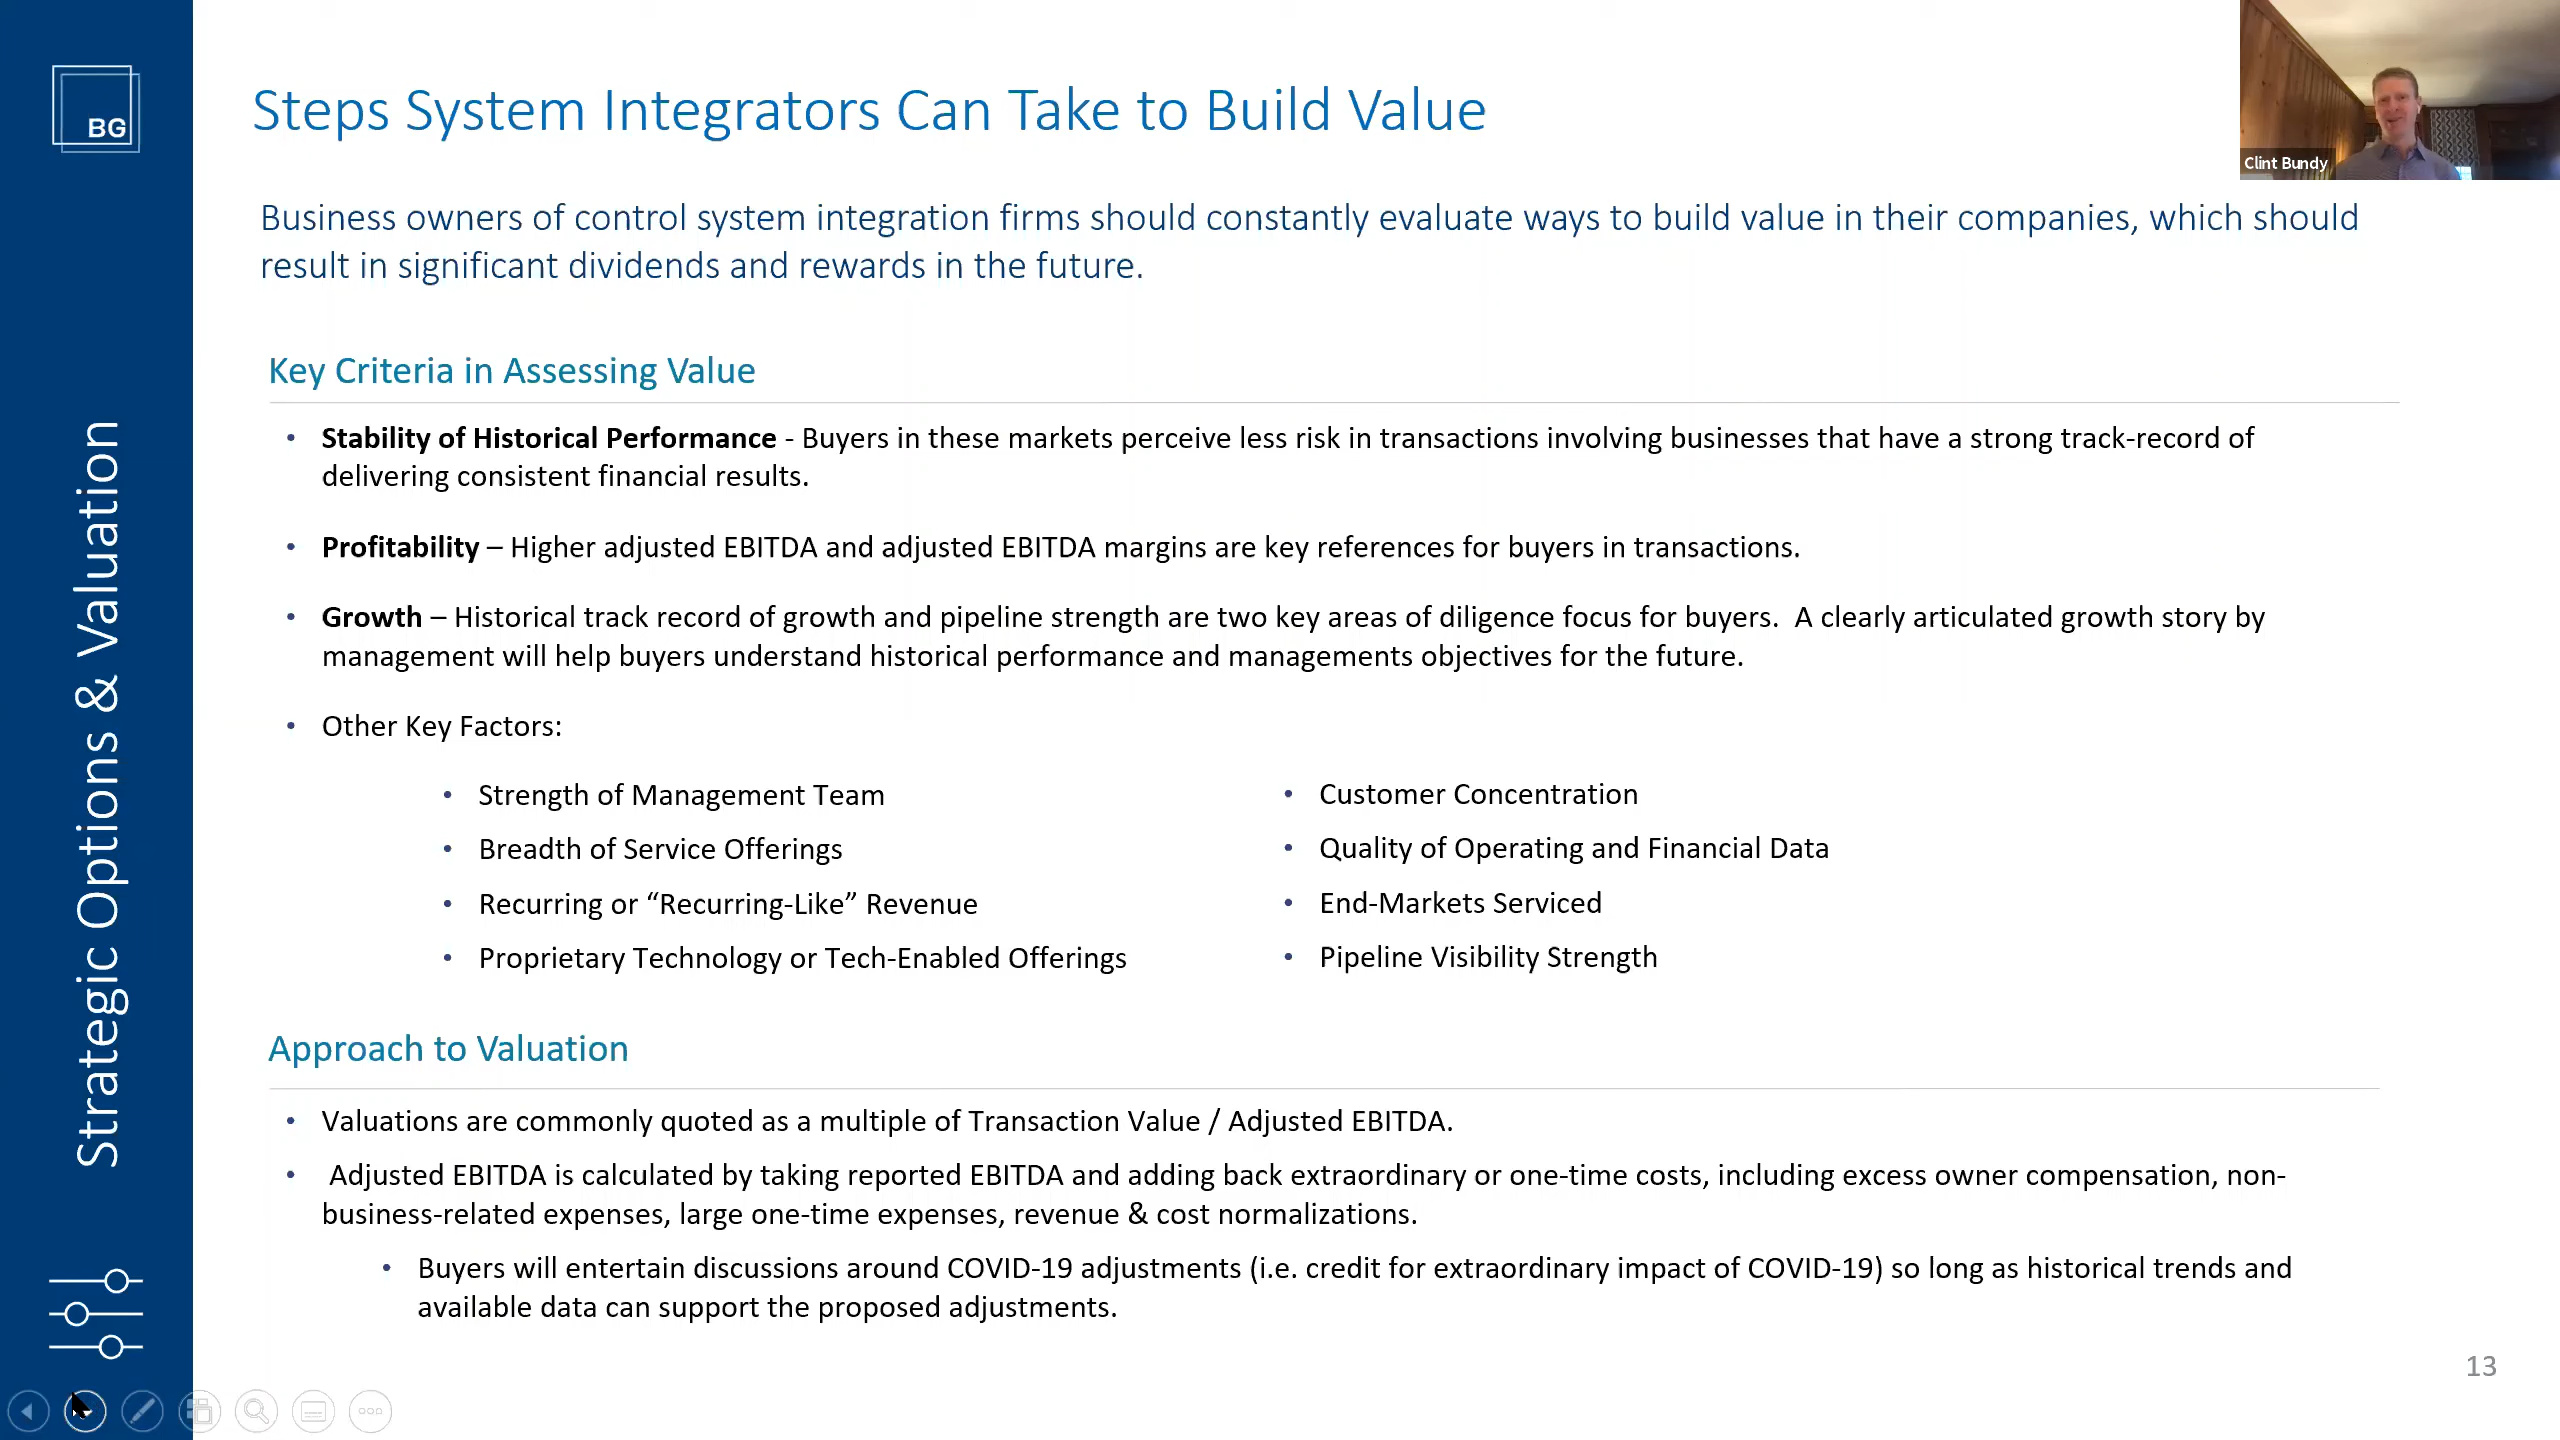 BG
Strategic Options & Valuation
Steps System Integrators Can Take to Build Value
Clint Bundy
Business owners of control system integration firms should constantly evaluate ways to build value in their companies, which should
result in significant dividends and rewards in the future.
Key Criteria in Assessing Value
• Stability of Historical Performance - Buyers in these markets perceive less risk in transactions involving businesses that have a strong track-record of
delivering consistent financial results.
• Profitability – Higher adjusted EBITDA and adjusted EBITDA margins are key references for buyers in transactions.
• Growth – Historical track record of growth and pipeline strength are two key areas of diligence focus for buyers.  A clearly articulated growth story by
management will help buyers understand historical performance and managements objectives for the future.
• Other Key Factors:
• Strength of Management Team
• Breadth of Service Offerings
• Recurring or “Recurring-Like” Revenue
• Proprietary Technology or Tech-Enabled Offerings
• Customer Concentration
• Quality of Operating and Financial Data
• End-Markets Serviced
• Pipeline Visibility Strength
Approach to Valuation
• Valuations are commonly quoted as a multiple of Transaction Value / Adjusted EBITDA.
• Adjusted EBITDA is calculated by taking reported EBITDA and adding back extraordinary or one-time costs, including excess owner compensation, non-
business-related expenses, large one-time expenses, revenue & cost normalizations.
• Buyers will entertain discussions around COVID-19 adjustments (i.e. credit for extraordinary impact of COVID-19) so long as historical trends and
available data can support the proposed adjustments.
13